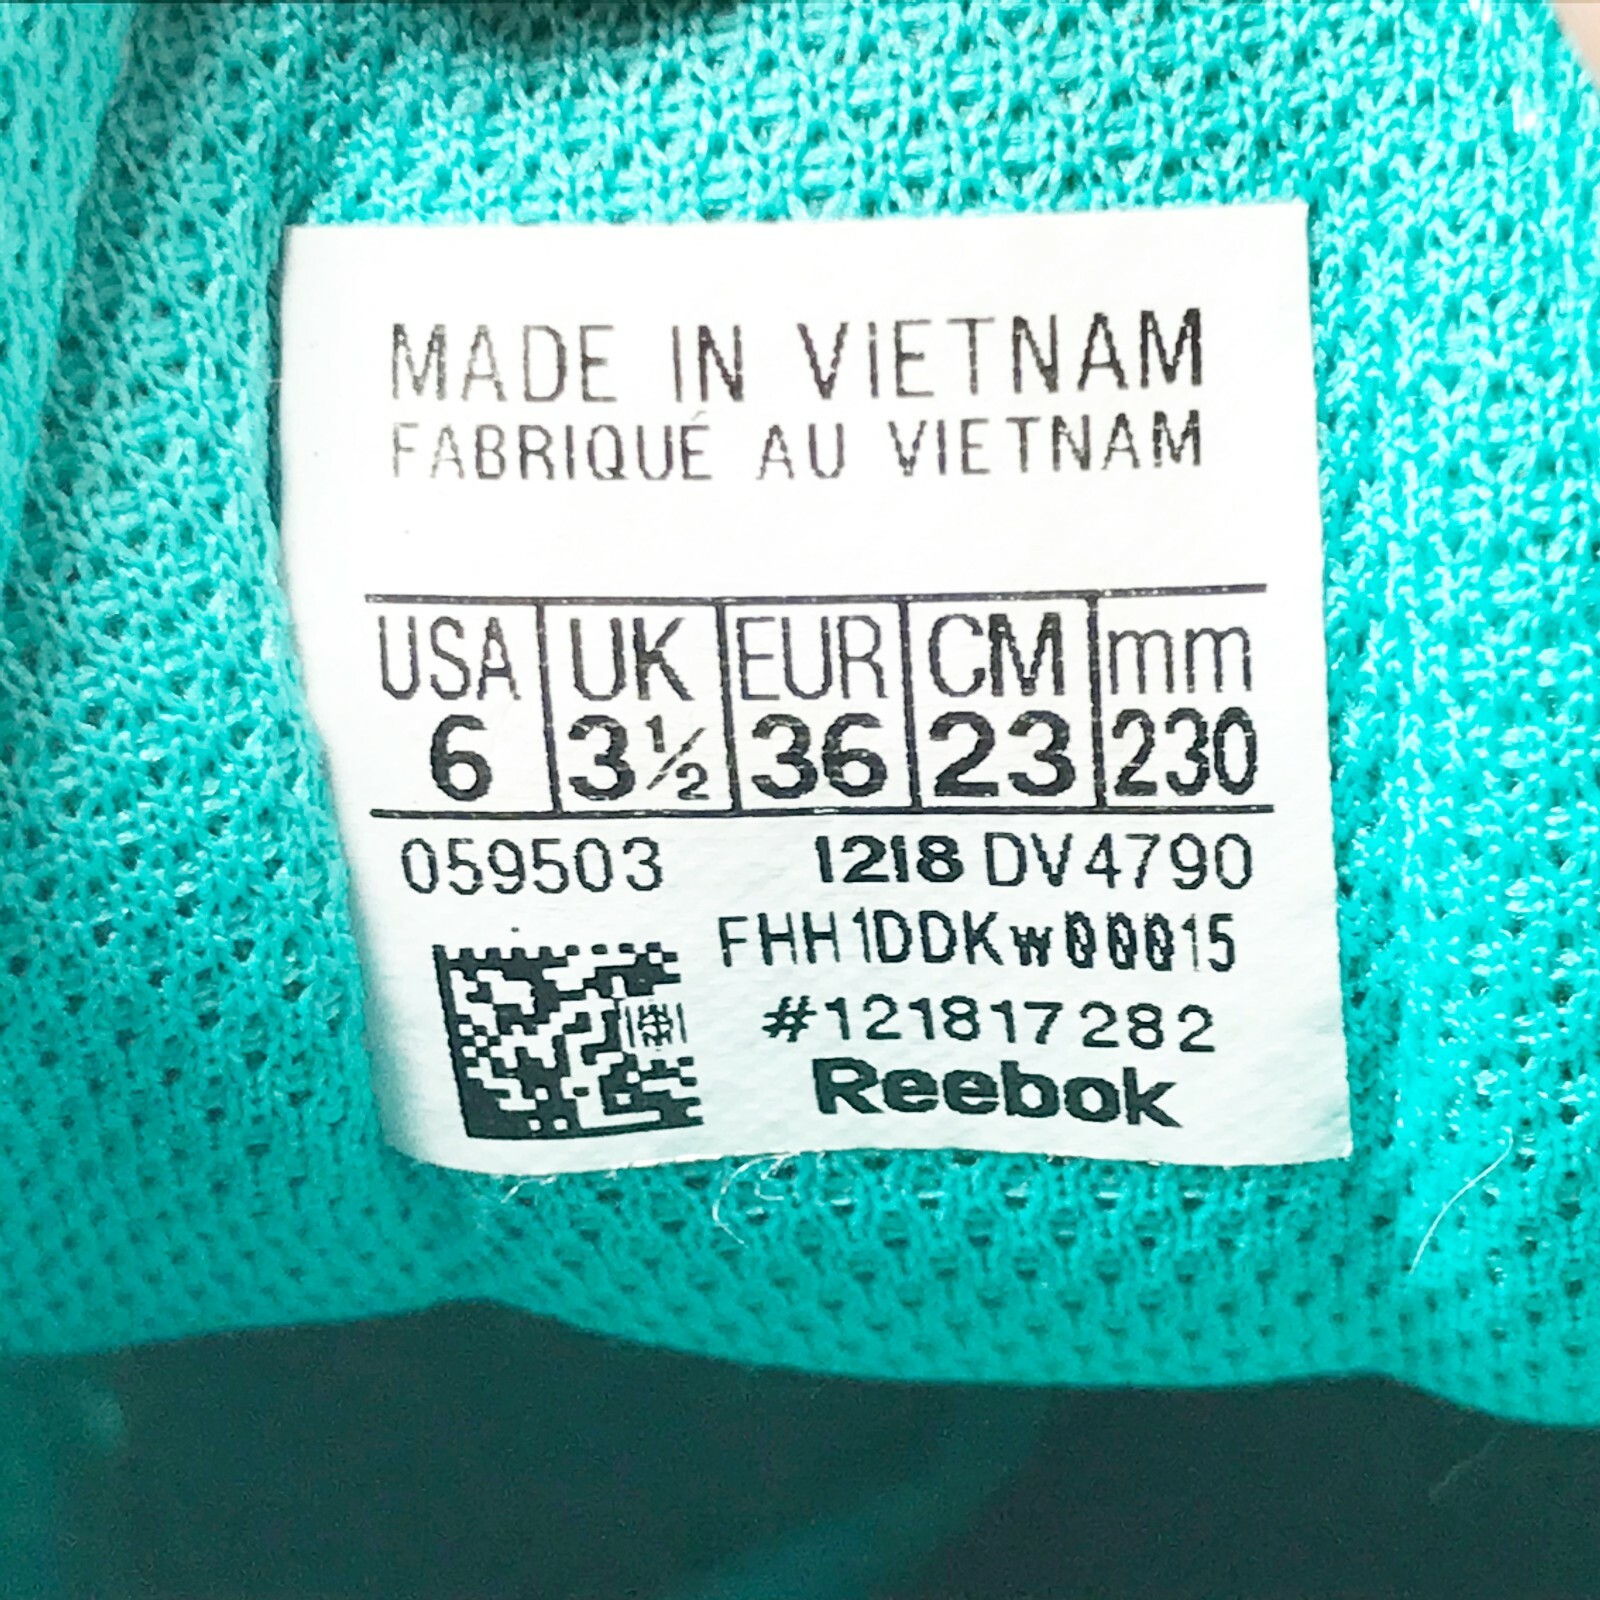 MADE IN VIETNAM
FABRIQUÉ AU VIETNAM
USA UK EUR CM mm
6 3½ 36 23 230
059503 1218 DV4790
FHH1DDKW00015
#121817282
Reebok